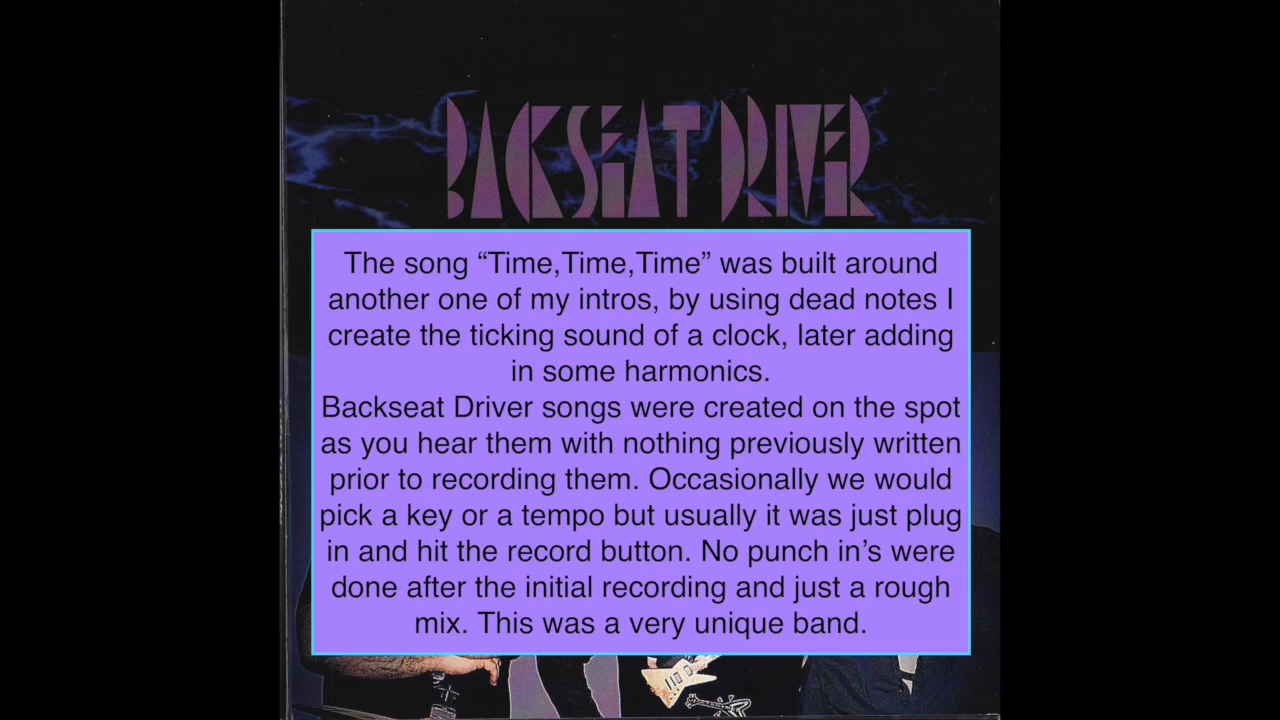 BACKSEAT DRIVER
The song “Time,Time,Time” was built around
another one of my intros, by using dead notes I
create the ticking sound of a clock, later adding
in some harmonics.
Backseat Driver songs were created on the spot
as you hear them with nothing previously written
prior to recording them. Occasionally we would
pick a key or a tempo but usually it was just plug
in and hit the record button. No punch in’s were
done after the initial recording and just a rough
mix. This was a very unique band.